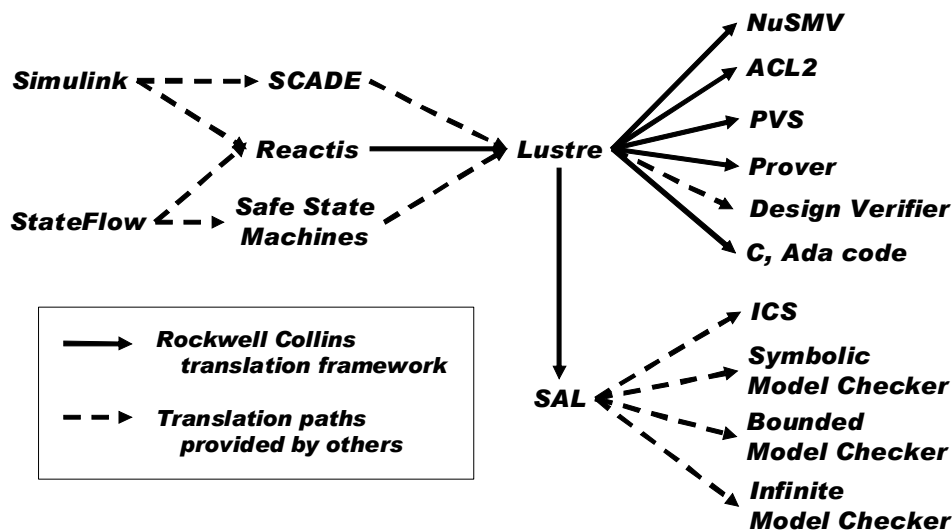 NuSMV
ACL2
Simulink
SCADE
PVS
Reactis
Lustre
Prover
StateFlow
Safe State
Machines
Design Verifier
C, Ada code
ICS
Rockwell Collins
translation framework
Symbolic
Model Checker
SAL
Translation paths
provided by others
Bounded
Model Checker
Infinite
Model Checker